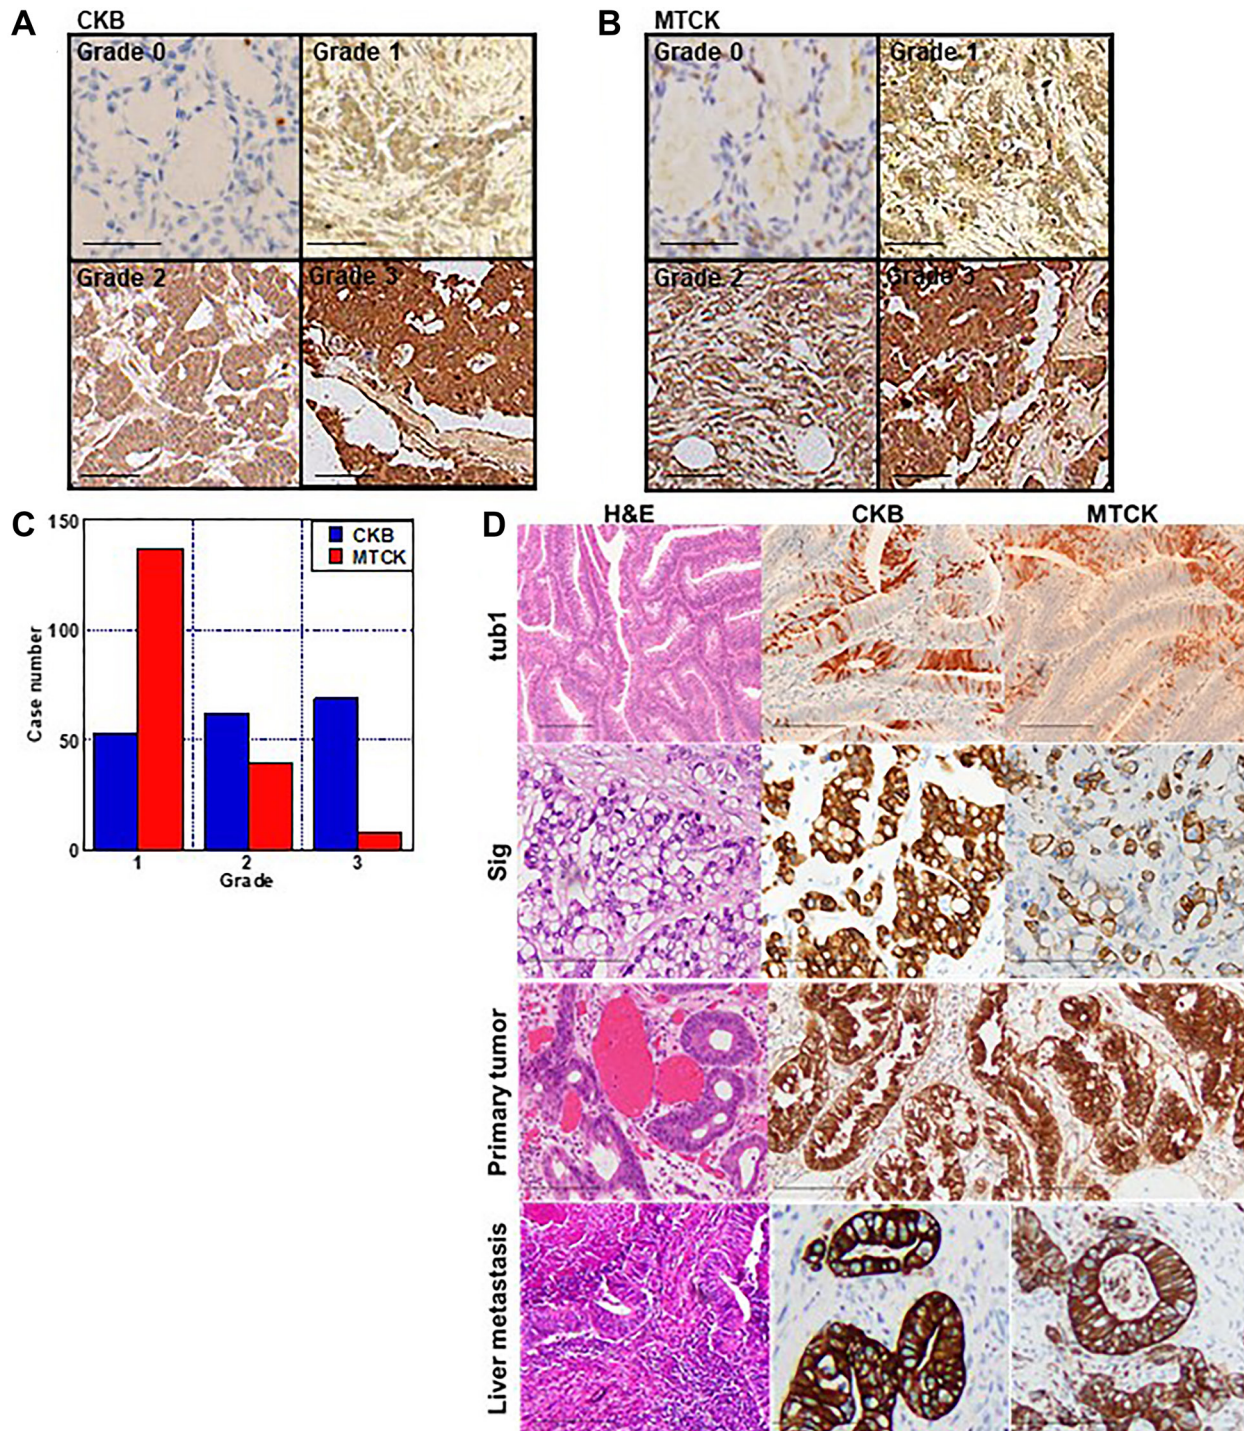 A
CKB
Grade 0
Grade 1
Grade 2
Grade 3
B
MTCK
Grade 0
Grade 1
Grade 2
Grade 3
C
150
100
50
0
Case number
CKB
MTCK
1
2
3
Grade
D
H&E
CKB
MTCK
tub1
Sig
Primary tumor
Liver metastasis